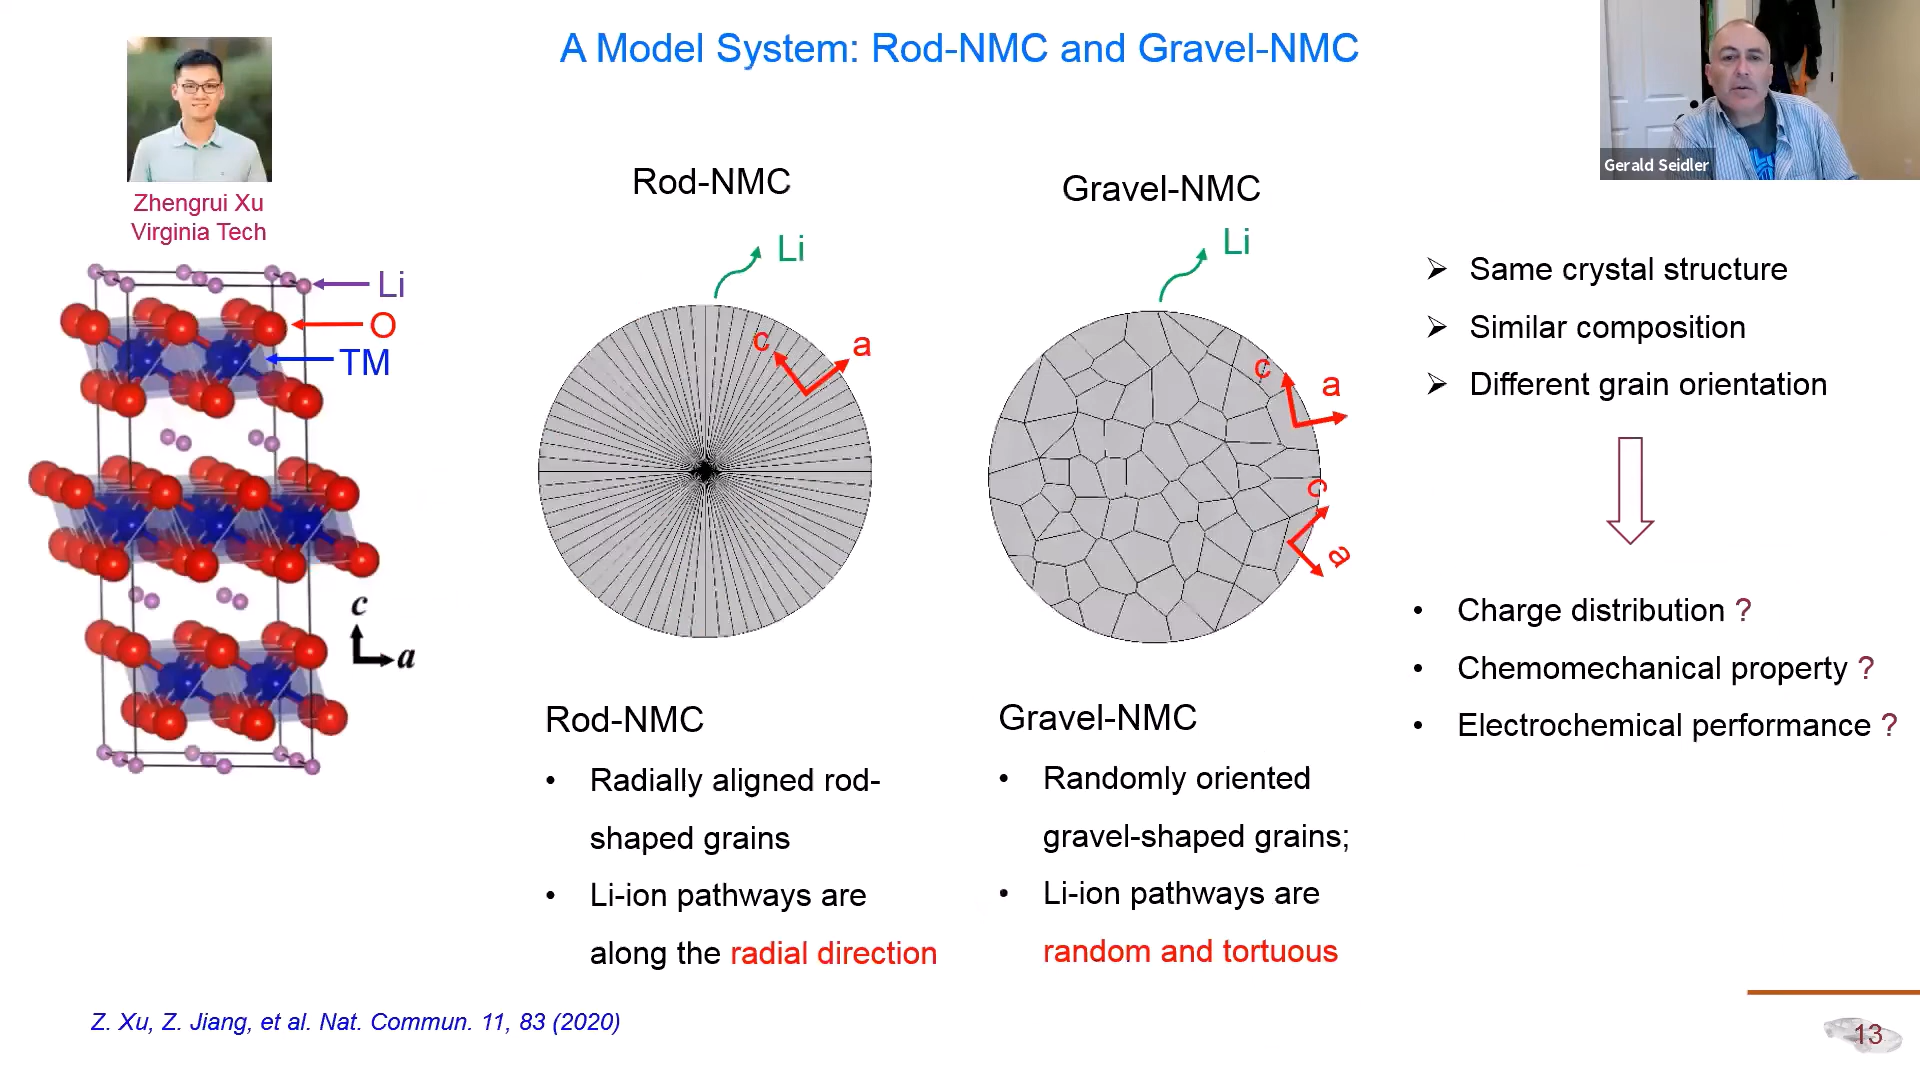 A Model System: Rod-NMC and Gravel-NMC
Gerald Seidler
Zhengrui Xu
Virginia Tech
Li
O
TM
c
a
Rod-NMC
Li
c
a
Gravel-NMC
Li
c
a
c
a
Rod-NMC
• Radially aligned rod-
shaped grains
• Li-ion pathways are
along the radial direction
Gravel-NMC
• Randomly oriented
gravel-shaped grains;
• Li-ion pathways are
random and tortuous
➢ Same crystal structure
➢ Similar composition
➢ Different grain orientation
• Charge distribution ?
• Chemomechanical property ?
• Electrochemical performance ?
Z. Xu, Z. Jiang, et al. Nat. Commun. 11, 83 (2020)
13